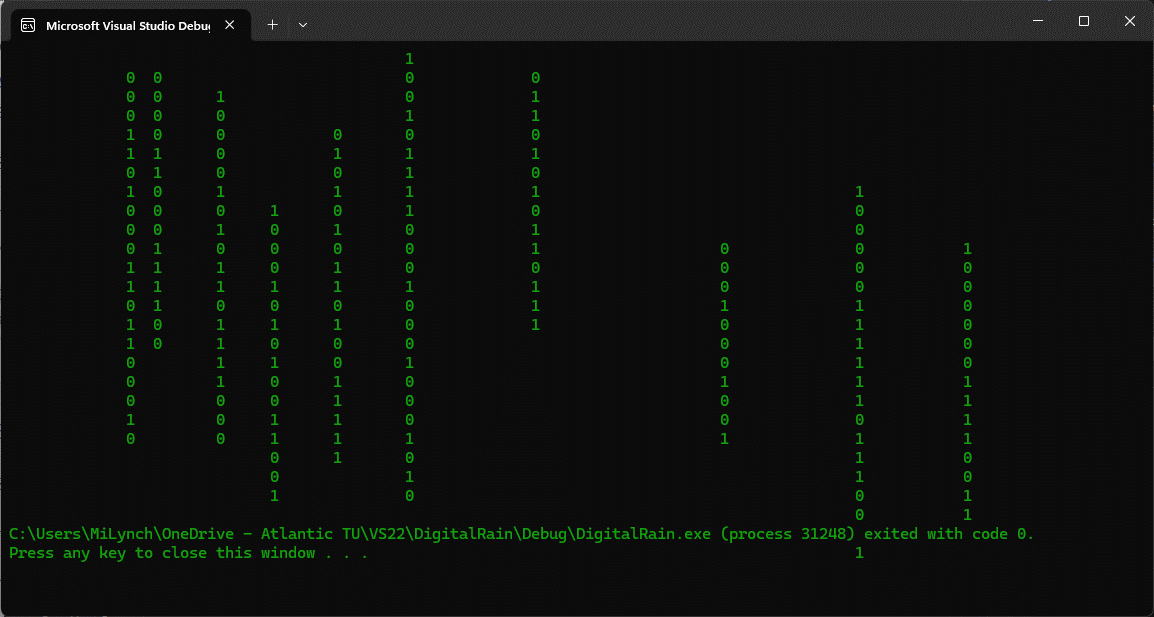 Microsoft Visual Studio Debu
1
0 0 0 0
0 0 1 0 1
0 0 0 1 1
1 0 0 0 0 0
1 1 0 1 1 1
0 1 0 0 1 0
1 0 1 1 1 1 1
0 0 0 1 0 1 0 0
0 0 1 0 1 0 1 0
0 1 0 0 0 0 1 0 0 1
1 1 1 0 1 0 0 0 0 0
1 1 1 1 1 1 1 0 0 0
0 1 0 0 0 0 1 1 1 0
1 0 1 1 1 0 1 0 1 0
1 0 1 0 0 0 0 1 0
0 1 1 0 1 0 1 0
0 1 0 1 0 1 1 1
0 0 0 1 0 0 1 1
1 0 1 1 0 0 0 1
0 0 1 1 1 1 1 1
0 1 0 1 0
0 1 1 0
1 0 0 1
0 1
C:\Users\MiLynch\OneDrive - Atlantic TU\VS22\DigitalRain\Debug\DigitalRain.exe (process 31248) exited with code 0.
Press any key to close this window . . . 1